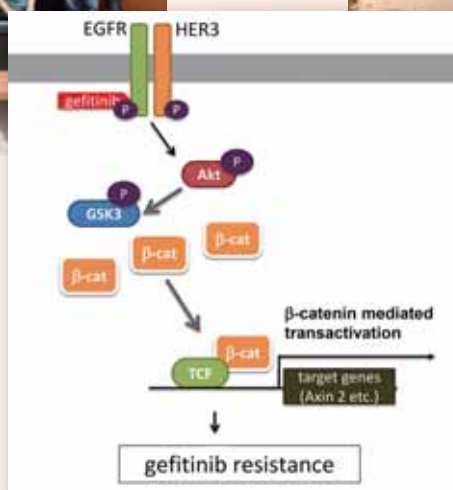 EGFR HER3
gefitinib
P P
P
Akt
P
GSK3
β-cat
β-cat
β-cat
β-catenin mediated
transactivation
β-cat
TCF
target genes
(Axin 2 etc.)
gefitinib resistance